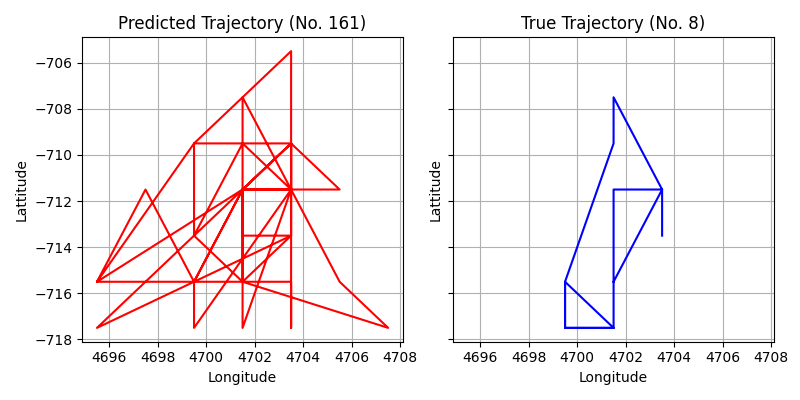 Predicted Trajectory (No. 161)
True Trajectory (No. 8)
−706
−708
−710
−712
−714
−716
−718
Lattitude
Lattitude
4696 4698 4700 4702 4704 4706 4708
4696 4698 4700 4702 4704 4706 4708
Longitude
Longitude